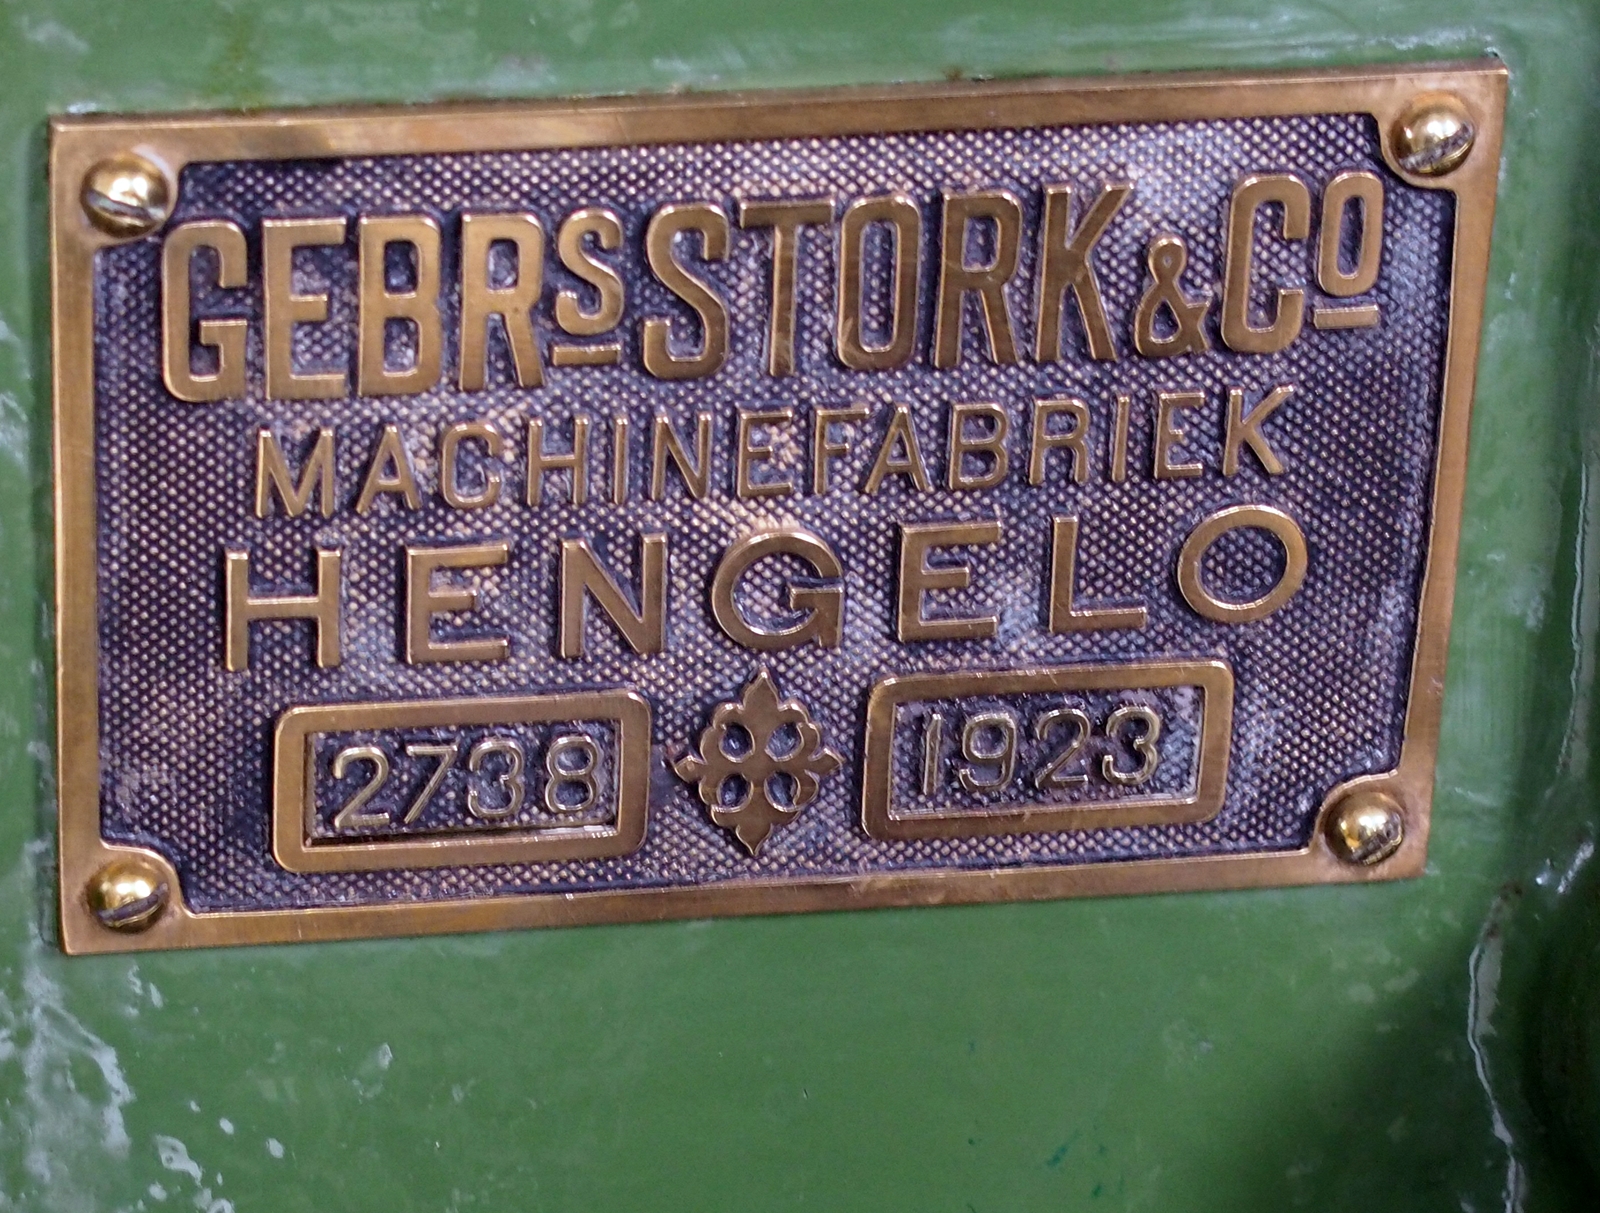 GEBRS STORK & CO
MACHINEFABRIEK
HENGELO
2738 1923